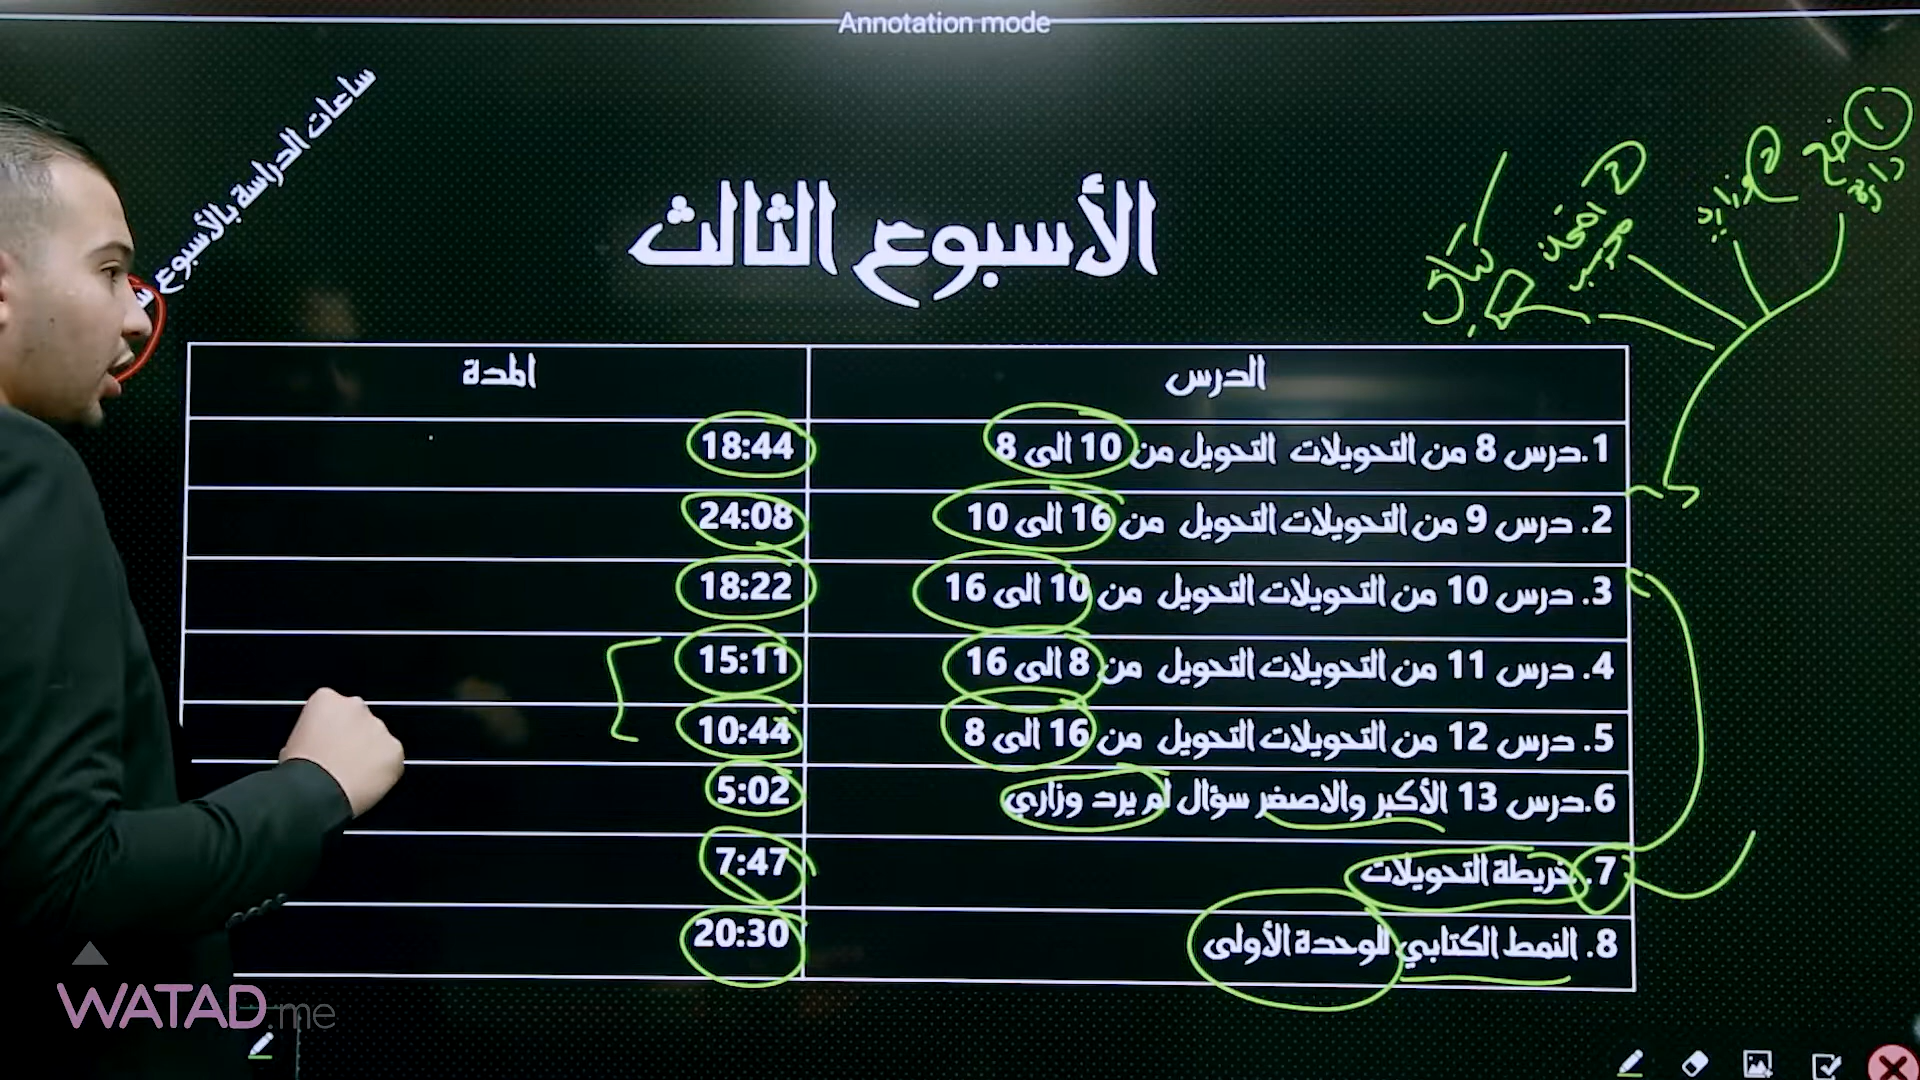 Annotation mode
ساعات الدراسة بالأسبوع
الأسبوع الثالث
الدرس
المدة
1.درس 8 من التحويلات التحويل من 10 الى 8
18:44
2. درس 9 من التحويلات التحويل من 16 الى 10
24:08
3. درس 10 من التحويلات التحويل من 10 الى 16
18:22
4. درس 11 من التحويلات التحويل من 8 الى 16
15:11
5. درس 12 من التحويلات التحويل من 16 الى 8
10:44
6.درس 13 الأكبر والاصغر سؤال لم يرد وزاري
5:02
7. خريطة التحويلات
7:47
8. النمط الكتابي للوحدة الأولى
20:30
WATAD.me